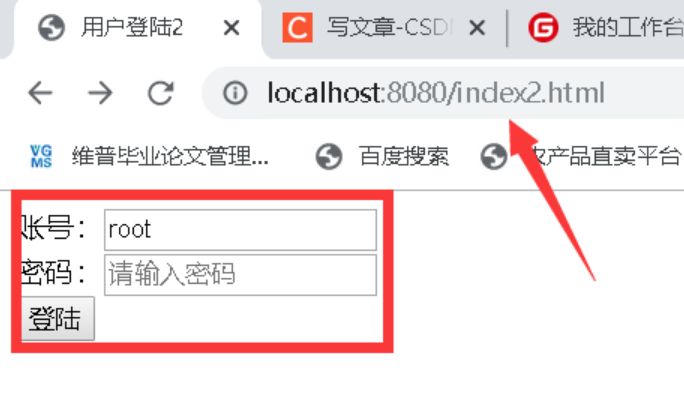 用户登陆2
写文章-CSD
我的工作台
localhost:8080/index2.html
VG MS 维普毕业论文管理... 百度搜索 农产品直卖平台
账号： root
密码： 请输入密码
登陆